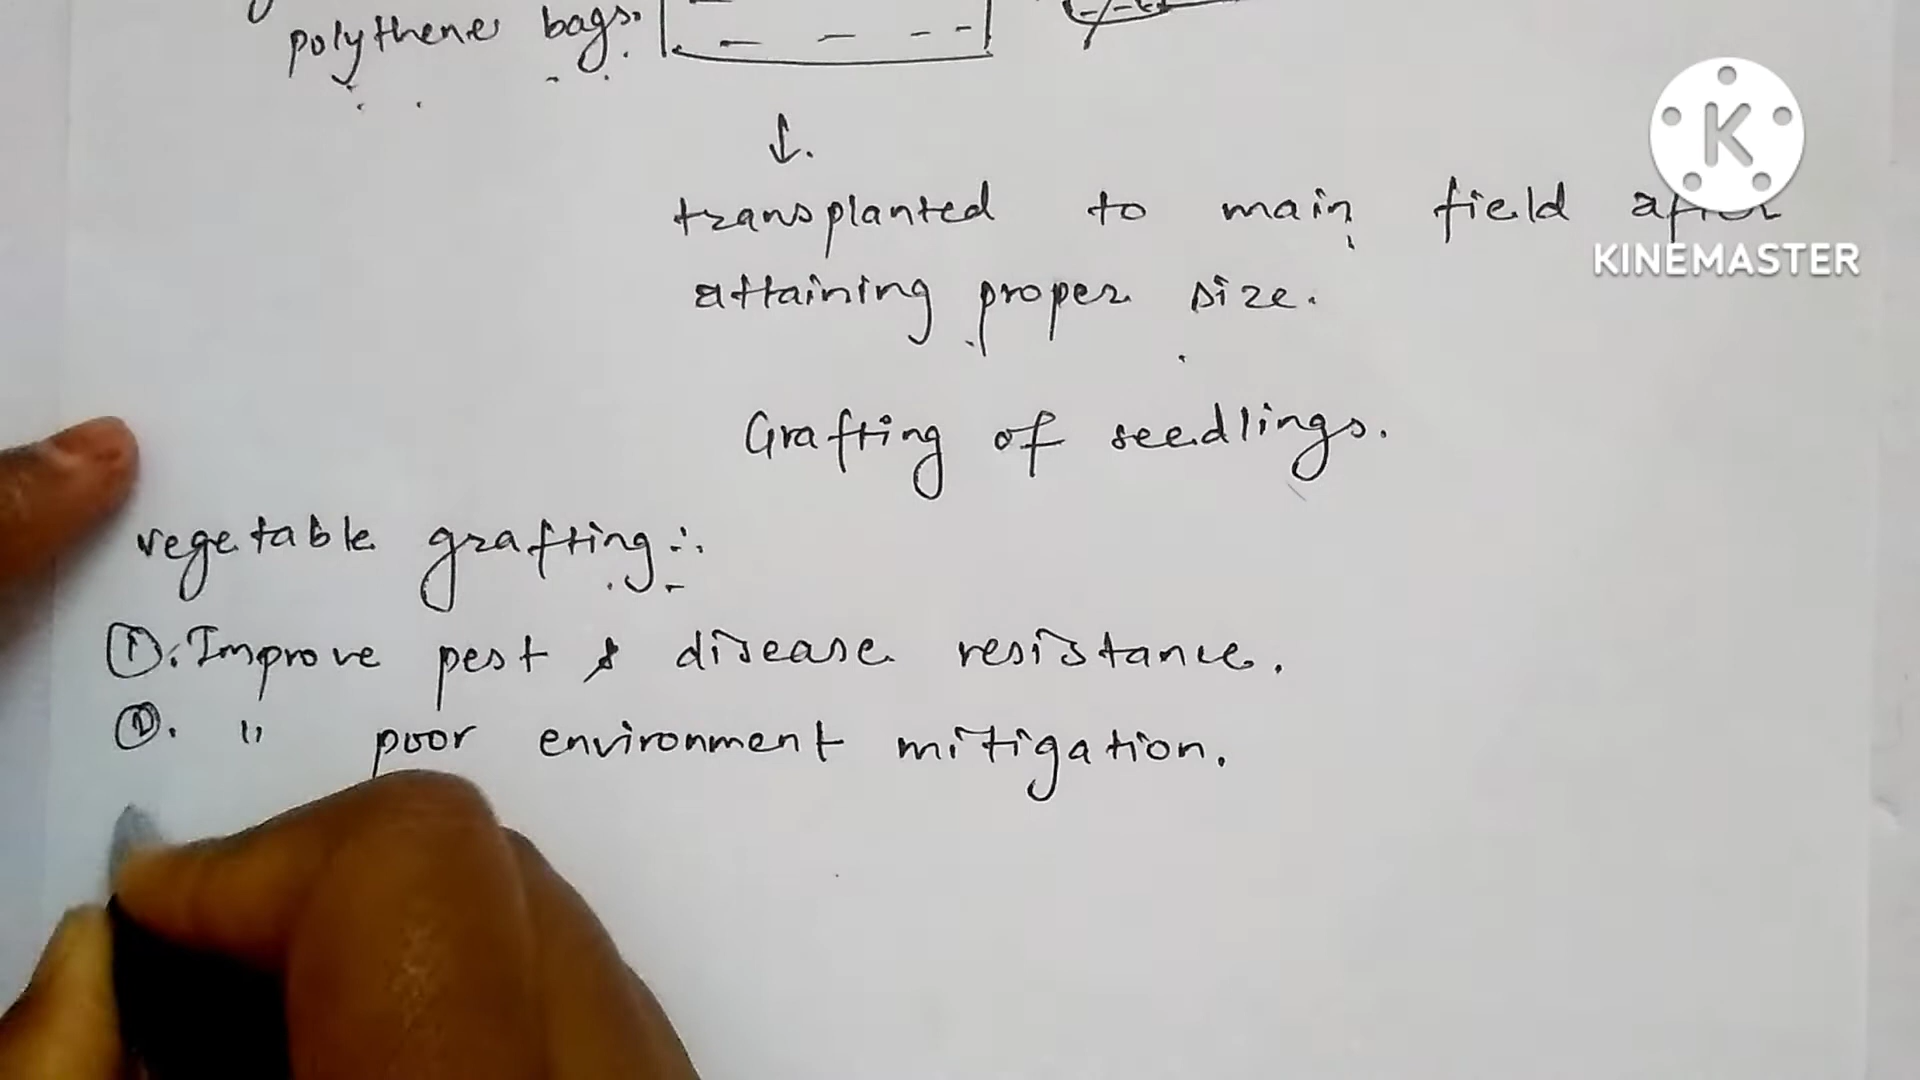 polythene bags.
↓.
transplanted to main field after
attaining proper size.
Grafting of seedlings.
vegetable grafting :-
①. Improve pest & disease resistance.
②. " poor environment mitigation.
K
KINEMASTER